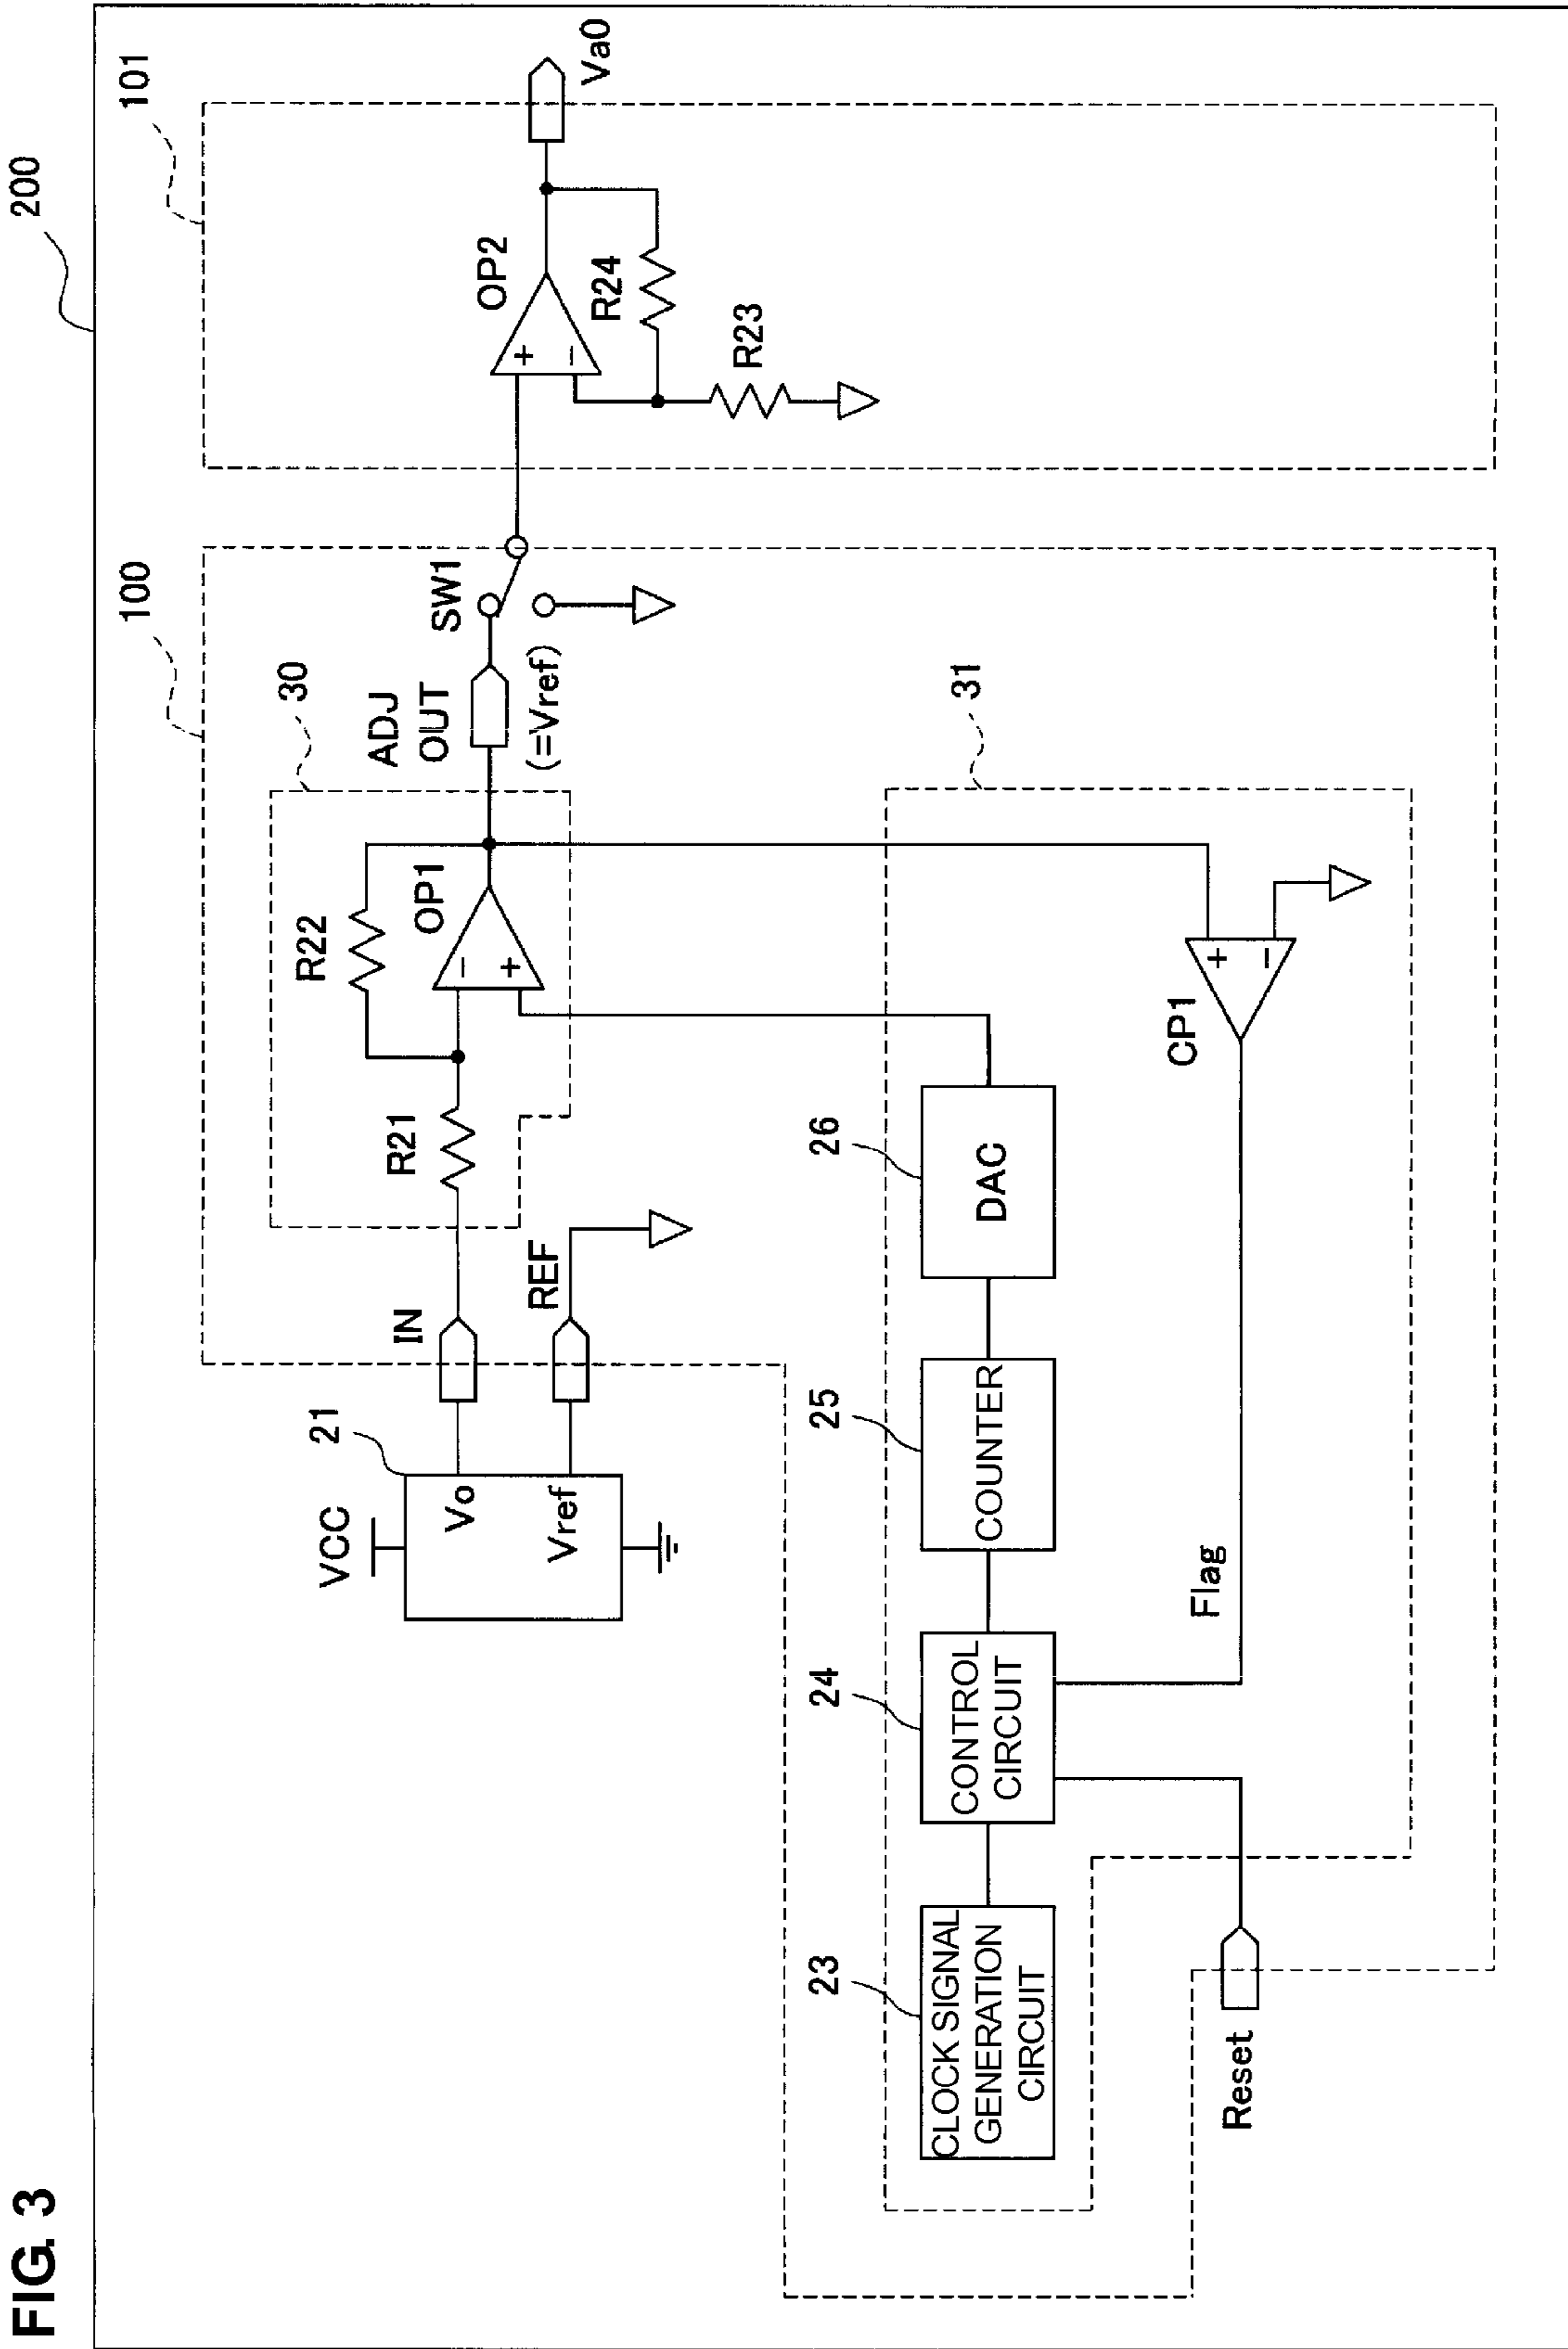 FIG. 3
200
100
101
VCC
21
Vo
Vref
IN
REF
30
R21
R22
OP1
−
+
ADJ
OUT
(=Vref)
SW1
OP2
+
−
R24
R23
Va0
31
23
CLOCK SIGNAL
GENERATION
CIRCUIT
24
CONTROL
CIRCUIT
25
COUNTER
26
DAC
CP1
+
−
Flag
Reset